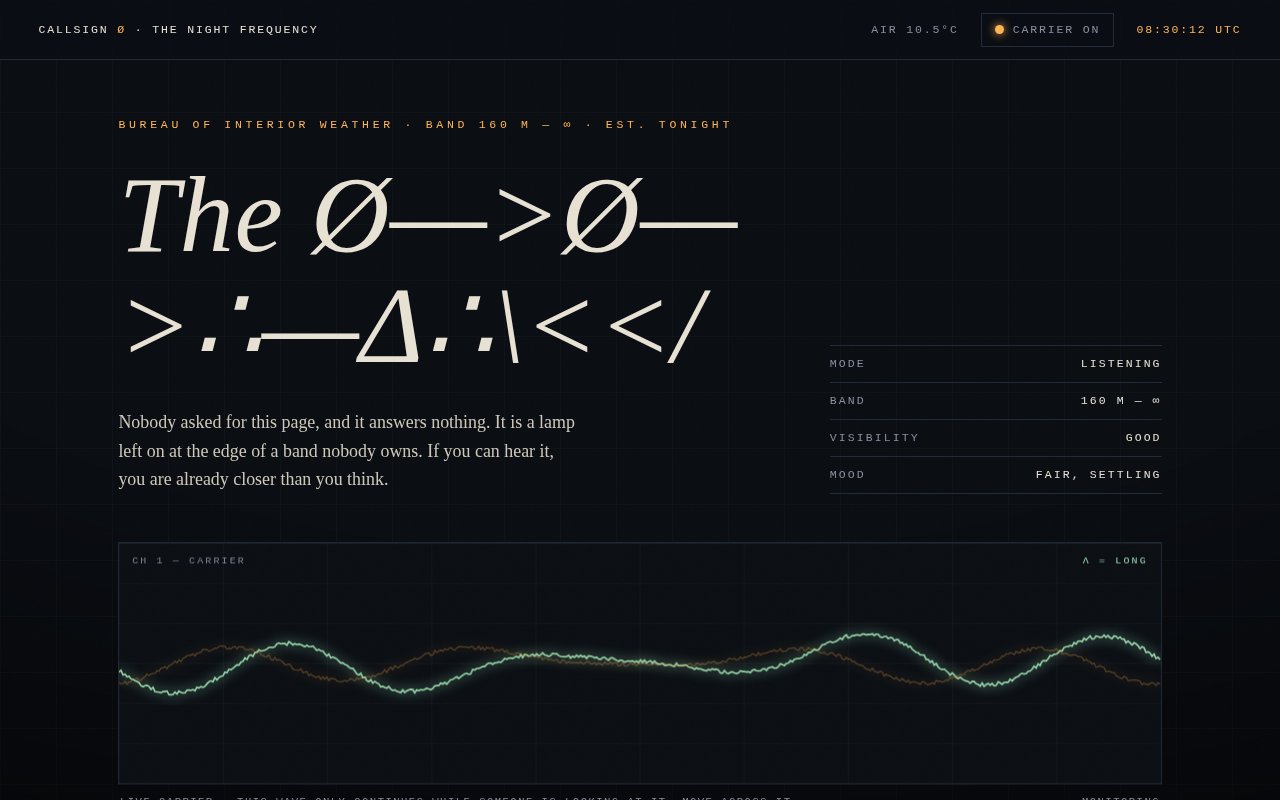 CALLSIGN Ø · THE NIGHT FREQUENCY
AIR 10.5°C
CARRIER ON
08:30:12 UTC
BUREAU OF INTERIOR WEATHER · BAND 160 M — ∞ · EST. TONIGHT
The Ø—>Ø—
>∴—Δ∴\<</
Nobody asked for this page, and it answers nothing. It is a lamp
left on at the edge of a band nobody owns. If you can hear it,
you are already closer than you think.
MODE LISTENING
BAND 160 M — ∞
VISIBILITY GOOD
MOOD FAIR, SETTLING
CH 1 — CARRIER
Λ = LONG